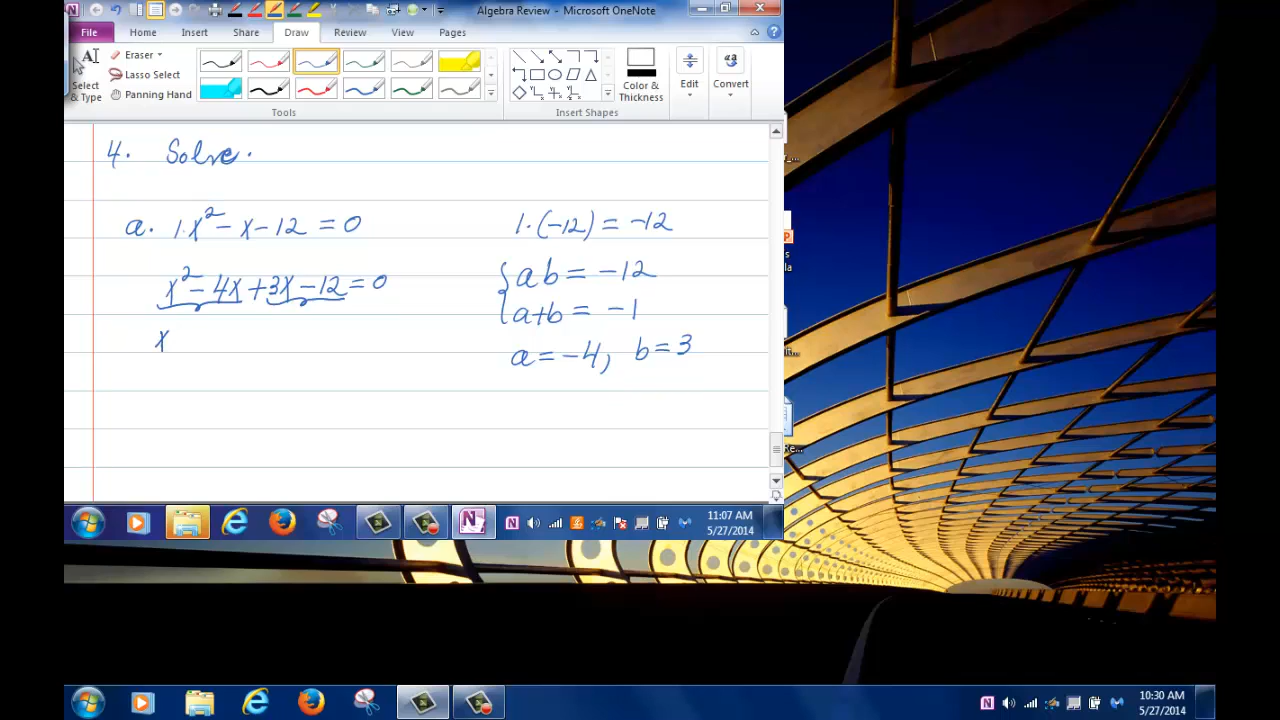 Algebra Review - Microsoft OneNote
File Home Insert Share Draw Review View Pages
Select & Type
Eraser
Lasso Select
Panning Hand
Color & Thickness
Edit
Convert
Tools
Insert Shapes
4. Solve.
a. 1·x² - x - 12 = 0
1·(-12) = -12
x² - 4x + 3x - 12 = 0
ab = -12
a+b = -1
x
a = -4, b = 3
11:07 AM
5/27/2014
10:30 AM
5/27/2014